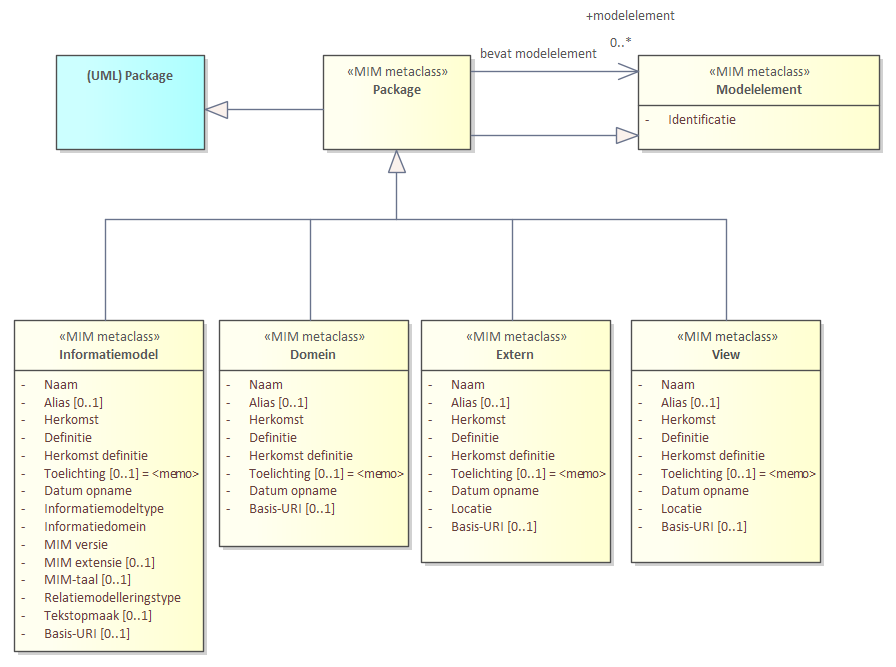 +modelelement
0..*
bevat modelelement
(UML) Package
«MIM metaclass»
Package
«MIM metaclass»
Modelelement
- Identificatie
«MIM metaclass»
Informatiemodel
- Naam
- Alias [0..1]
- Herkomst
- Definitie
- Herkomst definitie
- Toelichting [0..1] = <memo>
- Datum opname
- Informatiemodeltype
- Informatiedomein
- MIM versie
- MIM extensie [0..1]
- MIM-taal [0..1]
- Relatiemodelleringstype
- Tekstopmaak [0..1]
- Basis-URI [0..1]
«MIM metaclass»
Domein
- Naam
- Alias [0..1]
- Herkomst
- Definitie
- Herkomst definitie
- Toelichting [0..1] = <memo>
- Datum opname
- Basis-URI [0..1]
«MIM metaclass»
Extern
- Naam
- Alias [0..1]
- Herkomst
- Definitie
- Herkomst definitie
- Toelichting [0..1] = <memo>
- Datum opname
- Locatie
- Basis-URI [0..1]
«MIM metaclass»
View
- Naam
- Alias [0..1]
- Herkomst
- Definitie
- Herkomst definitie
- Toelichting [0..1] = <memo>
- Datum opname
- Locatie
- Basis-URI [0..1]